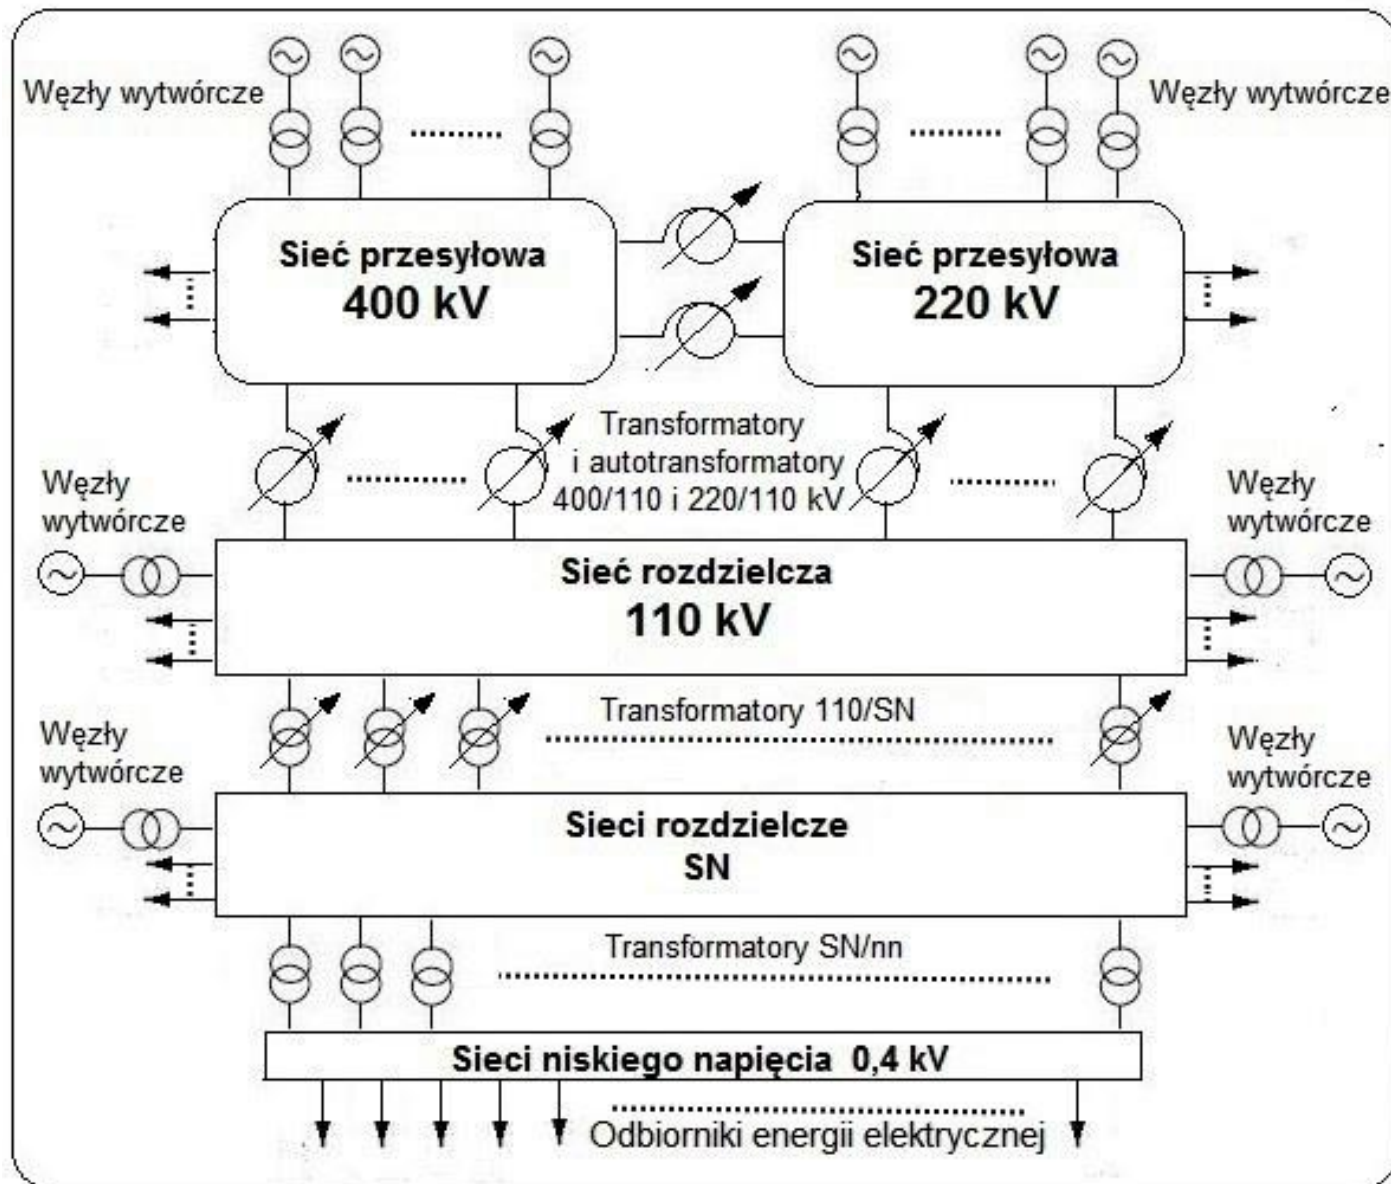 Węzły wytwórcze
Węzły wytwórcze
Sieć przesyłowa
400 kV
Sieć przesyłowa
220 kV
Transformatory
i autotransformatory
400/110 i 220/110 kV
Węzły
wytwórcze
Węzły
wytwórcze
Sieć rozdzielcza
110 kV
Transformatory 110/SN
Węzły
wytwórcze
Węzły
wytwórcze
Sieci rozdzielcze
SN
Transformatory SN/nn
Sieci niskiego napięcia 0,4 kV
Odbiorniki energii elektrycznej